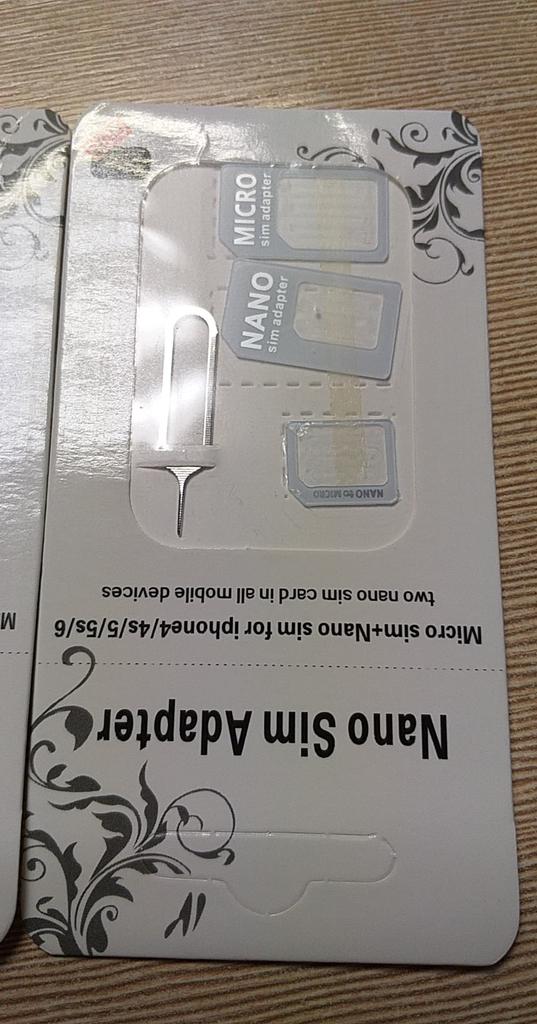 Nano Sim Adapter
Micro sim+Nano sim for iphone4/4s/5/5s/6
two nano sim card in all mobile devices
NANO to MICRO
NANO
sim adapter
MICRO
sim adapter